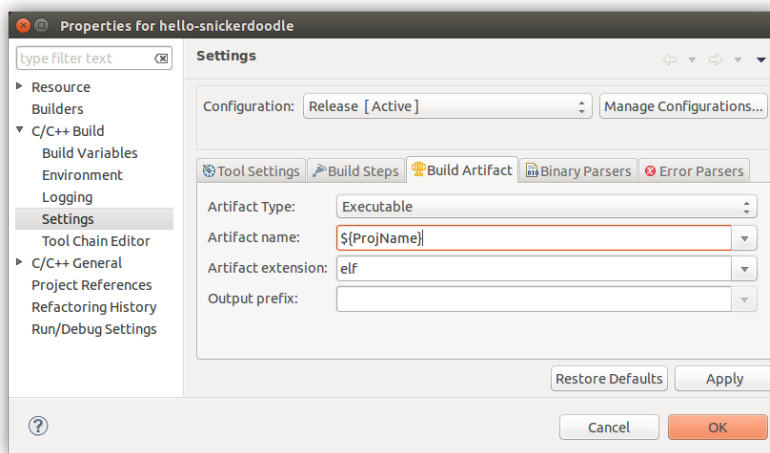 Properties for hello-snickerdoodle
type filter text
Resource
Builders
C/C++ Build
Build Variables
Environment
Logging
Settings
Tool Chain Editor
C/C++ General
Project References
Refactoring History
Run/Debug Settings
Settings
Configuration: Release [Active] Manage Configurations...
Tool Settings Build Steps Build Artifact Binary Parsers Error Parsers
Artifact Type: Executable
Artifact name: ${ProjName}
Artifact extension: elf
Output prefix:
Restore Defaults Apply
? Cancel OK